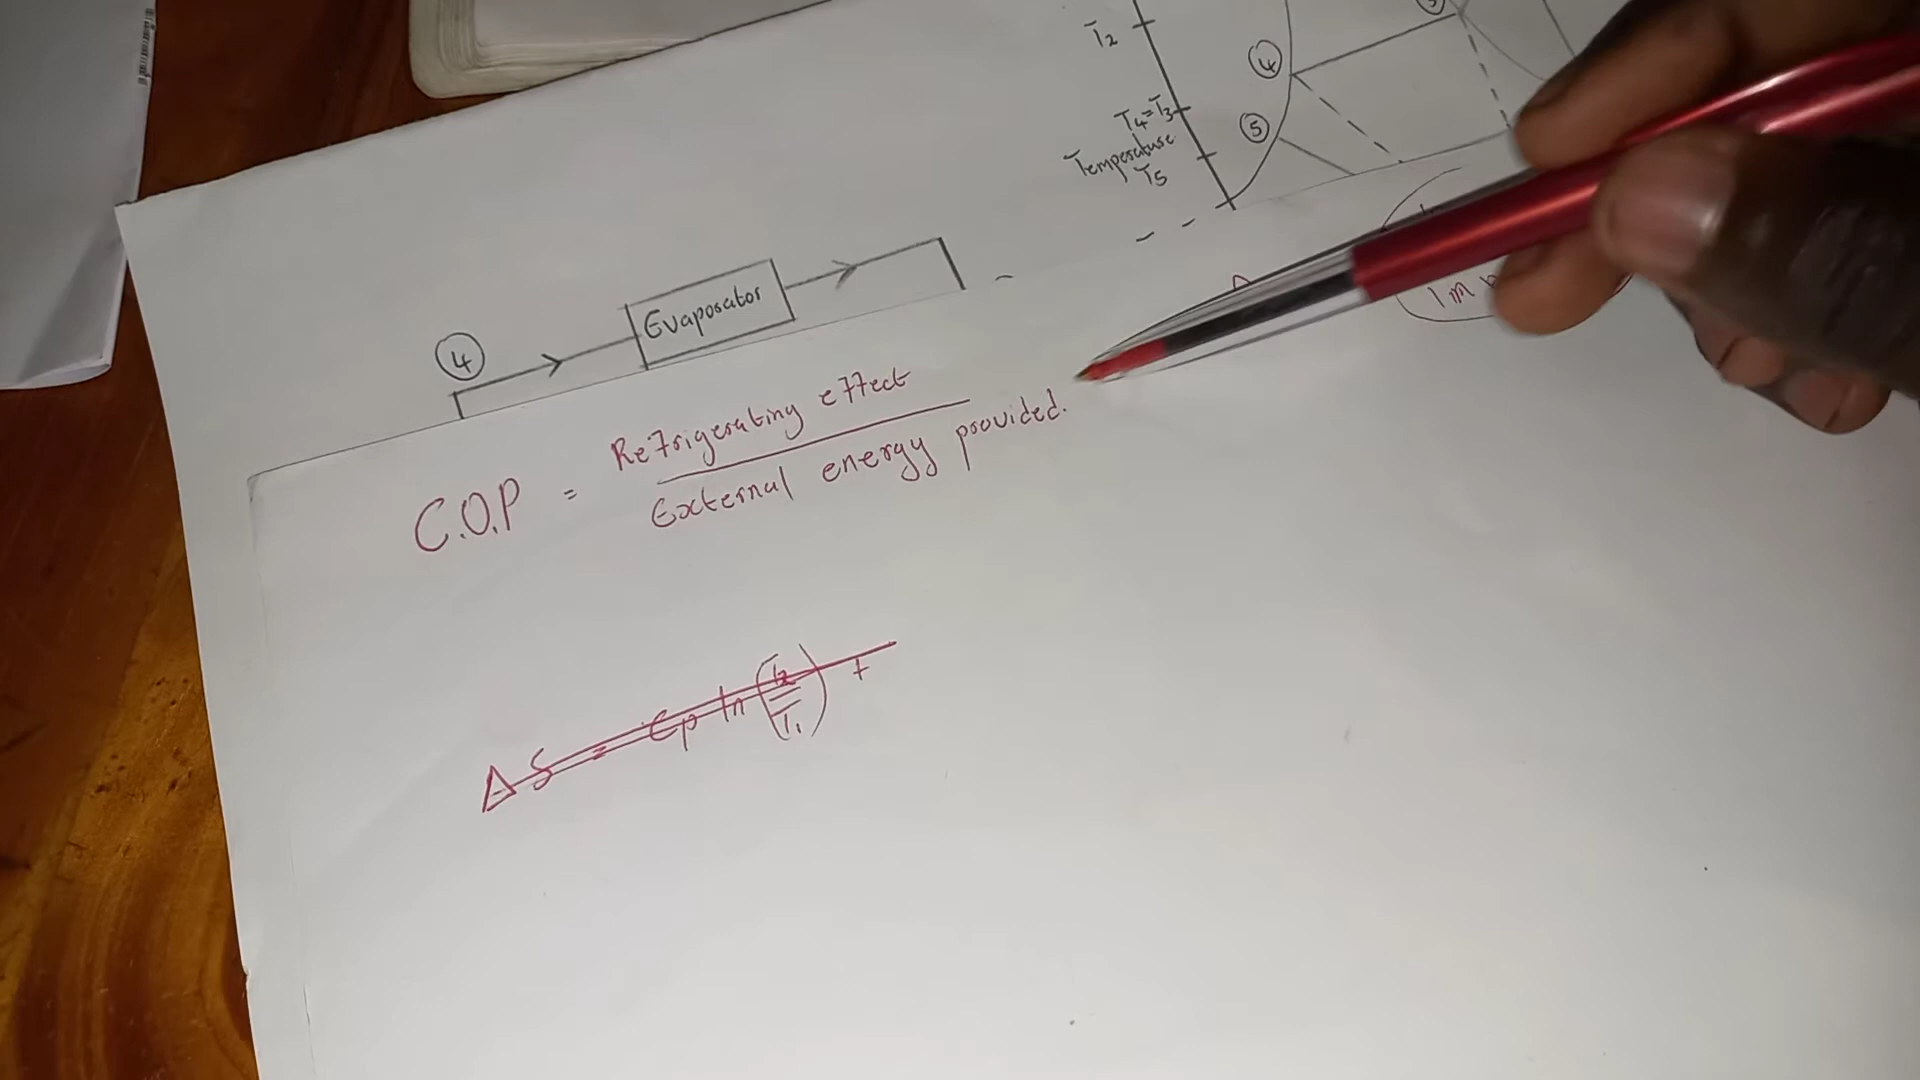 T2
④
T4=T3
⑤
Temperature
T5
Evaporator
④
C.O.P = Refrigerating effect
External energy provided.
ΔS = Cp ln (T2/T1) +